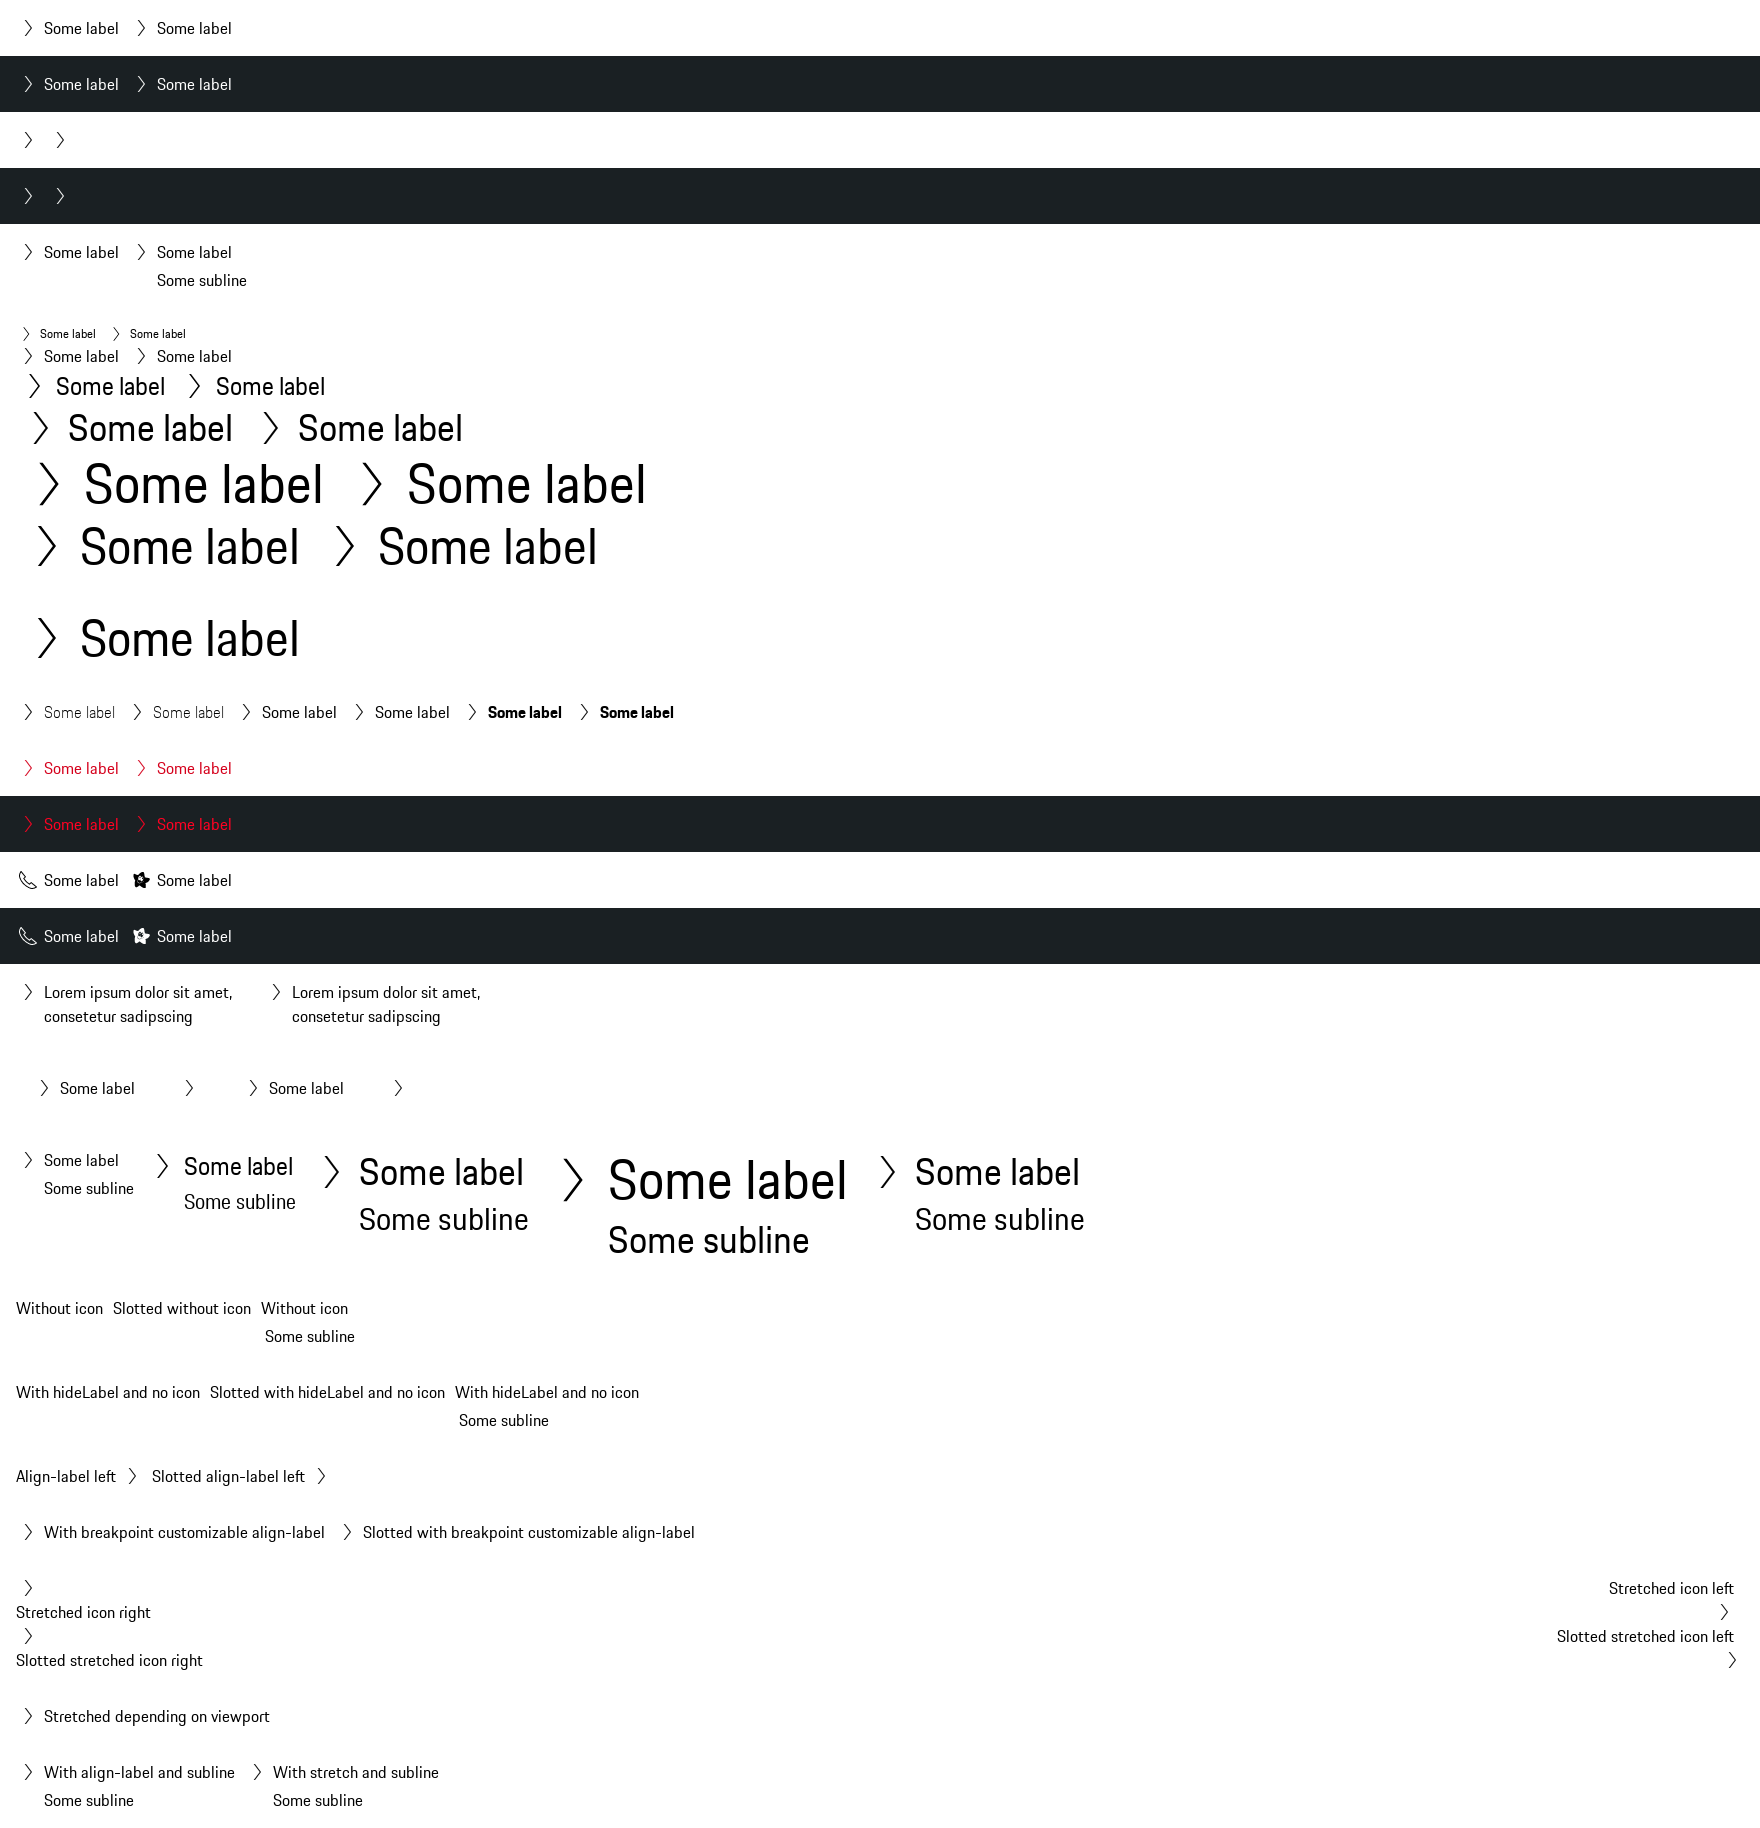 Some label Some label
Some label Some label
Some label Some label
Some subline
Some label Some label
Some label Some label
Some label Some label
Some label Some label
Some label Some label
Some label Some label
Some label
Some label Some label Some label Some label Some label Some label
Some label Some label
Some label Some label
Some label Some label
Some label Some label
Lorem ipsum dolor sit amet, Lorem ipsum dolor sit amet,
consetetur sadipscing consetetur sadipscing
Some label Some label
Some label Some label Some label Some label Some label
Some subline Some subline Some subline Some subline Some subline
Without icon Slotted without icon Without icon
Some subline
With hideLabel and no icon Slotted with hideLabel and no icon With hideLabel and no icon
Some subline
Align-label left Slotted align-label left
With breakpoint customizable align-label Slotted with breakpoint customizable align-label
Stretched icon left
Stretched icon right
Slotted stretched icon left
Slotted stretched icon right
Stretched depending on viewport
With align-label and subline With stretch and subline
Some subline Some subline